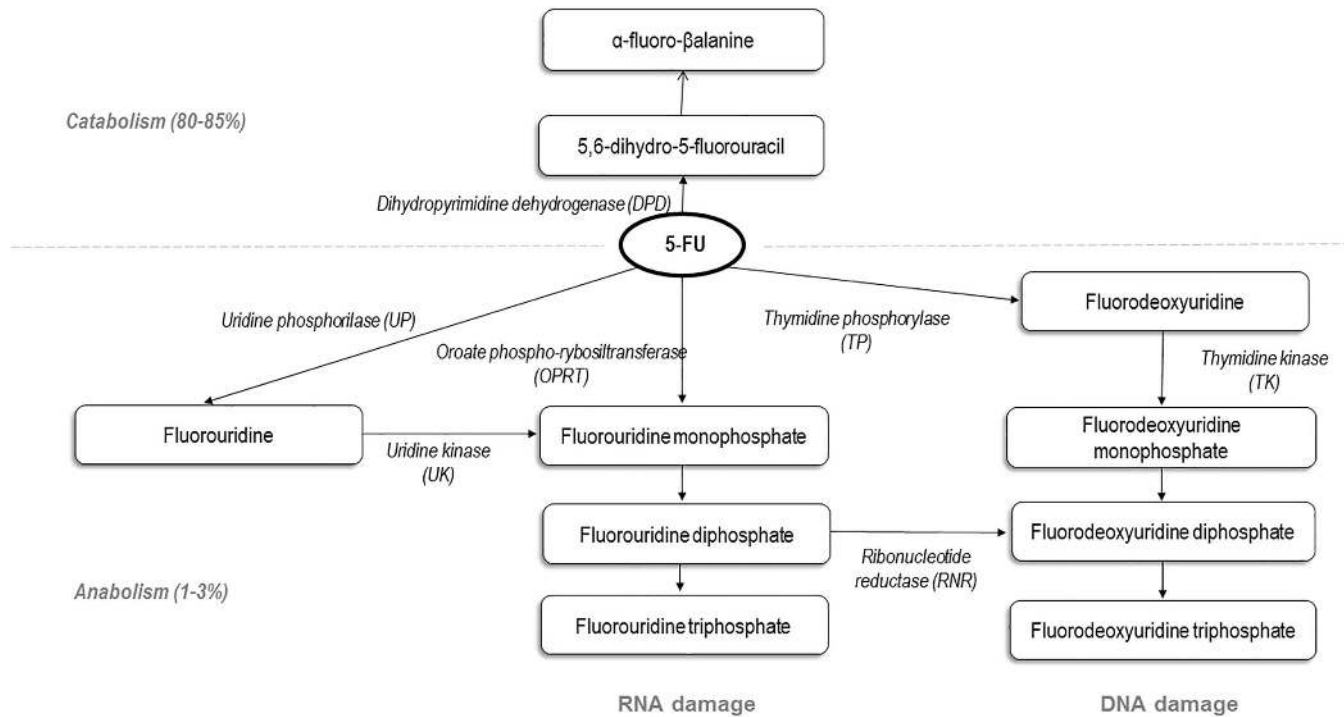 α-fluoro-βalanine
Catabolism (80-85%)
5,6-dihydro-5-fluorouracil
Dihydropyrimidine dehydrogenase (DPD)
5-FU
Fluorodeoxyuridine
Uridine phosphorilase (UP)
Thymidine phosphorylase
(TP)
Oroate phospho-rybosiltransferase
(OPRT)
Thymidine kinase
(TK)
Fluorouridine
Uridine kinase
(UK)
Fluorouridine monophosphate
Fluorodeoxyuridine
monophosphate
Fluorouridine diphosphate
Ribonucleotide
reductase (RNR)
Fluorodeoxyuridine diphosphate
Anabolism (1-3%)
Fluorouridine triphosphate
Fluorodeoxyuridine triphosphate
RNA damage
DNA damage